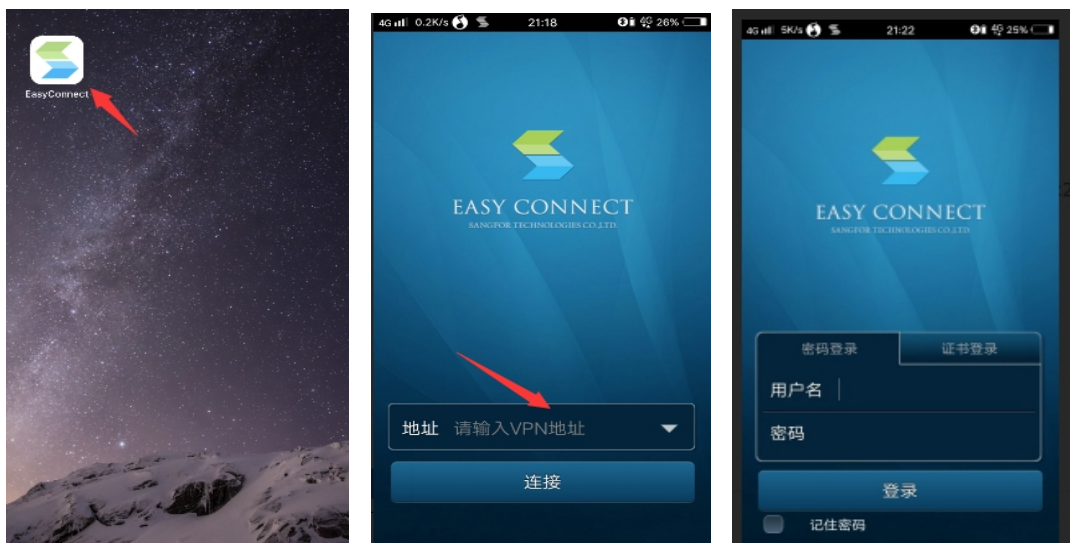 EasyConnect
4G 0.2K/s 21:18 4G 26%
EASY CONNECT
SANGFOR TECHNOLOGIES CO.,LTD.
地址 请输入VPN地址
连接
4G 5K/s 21:22 4G 25%
EASY CONNECT
SANGFOR TECHNOLOGIES CO.,LTD.
密码登录 证书登录
用户名
密码
登录
记住密码